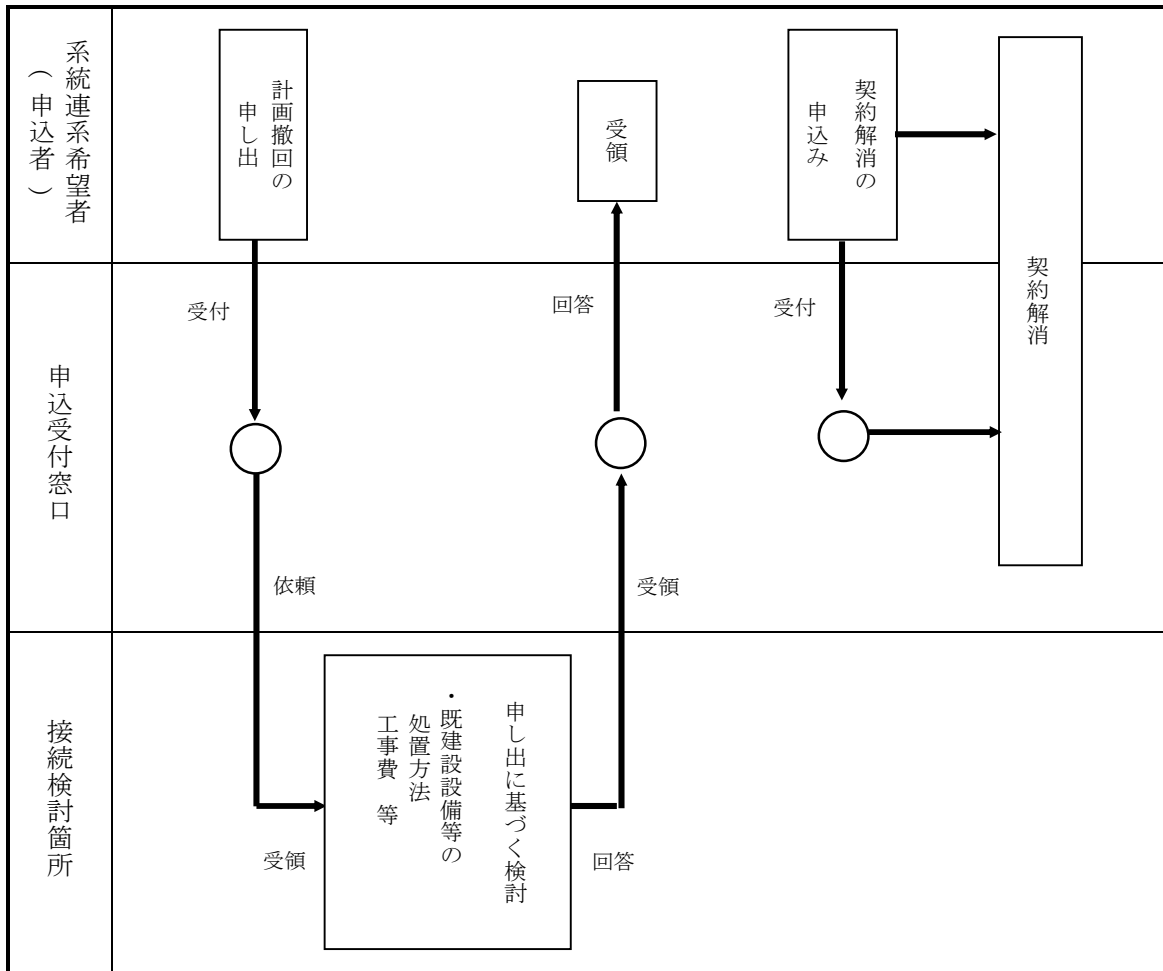 系統連系希望者
(申込者)
計画撤回の
申し出
受領
契約解消の
申込み
契約解消
申込受付窓口
受付
回答
受付
依頼
受領
接続検討箇所
申し出に基づく検討
・既建設設備等の
処置方法
工事費 等
受領
回答